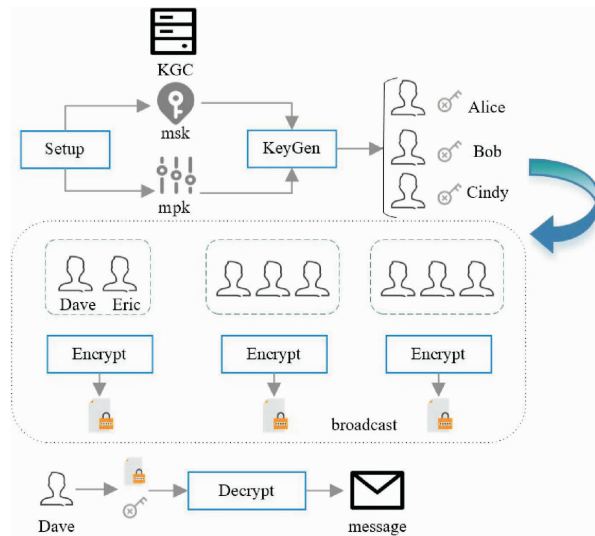 KGC
msk
Setup
KeyGen
mpk
Alice
Bob
Cindy
Dave Eric
Encrypt Encrypt Encrypt
broadcast
Decrypt
Dave
message